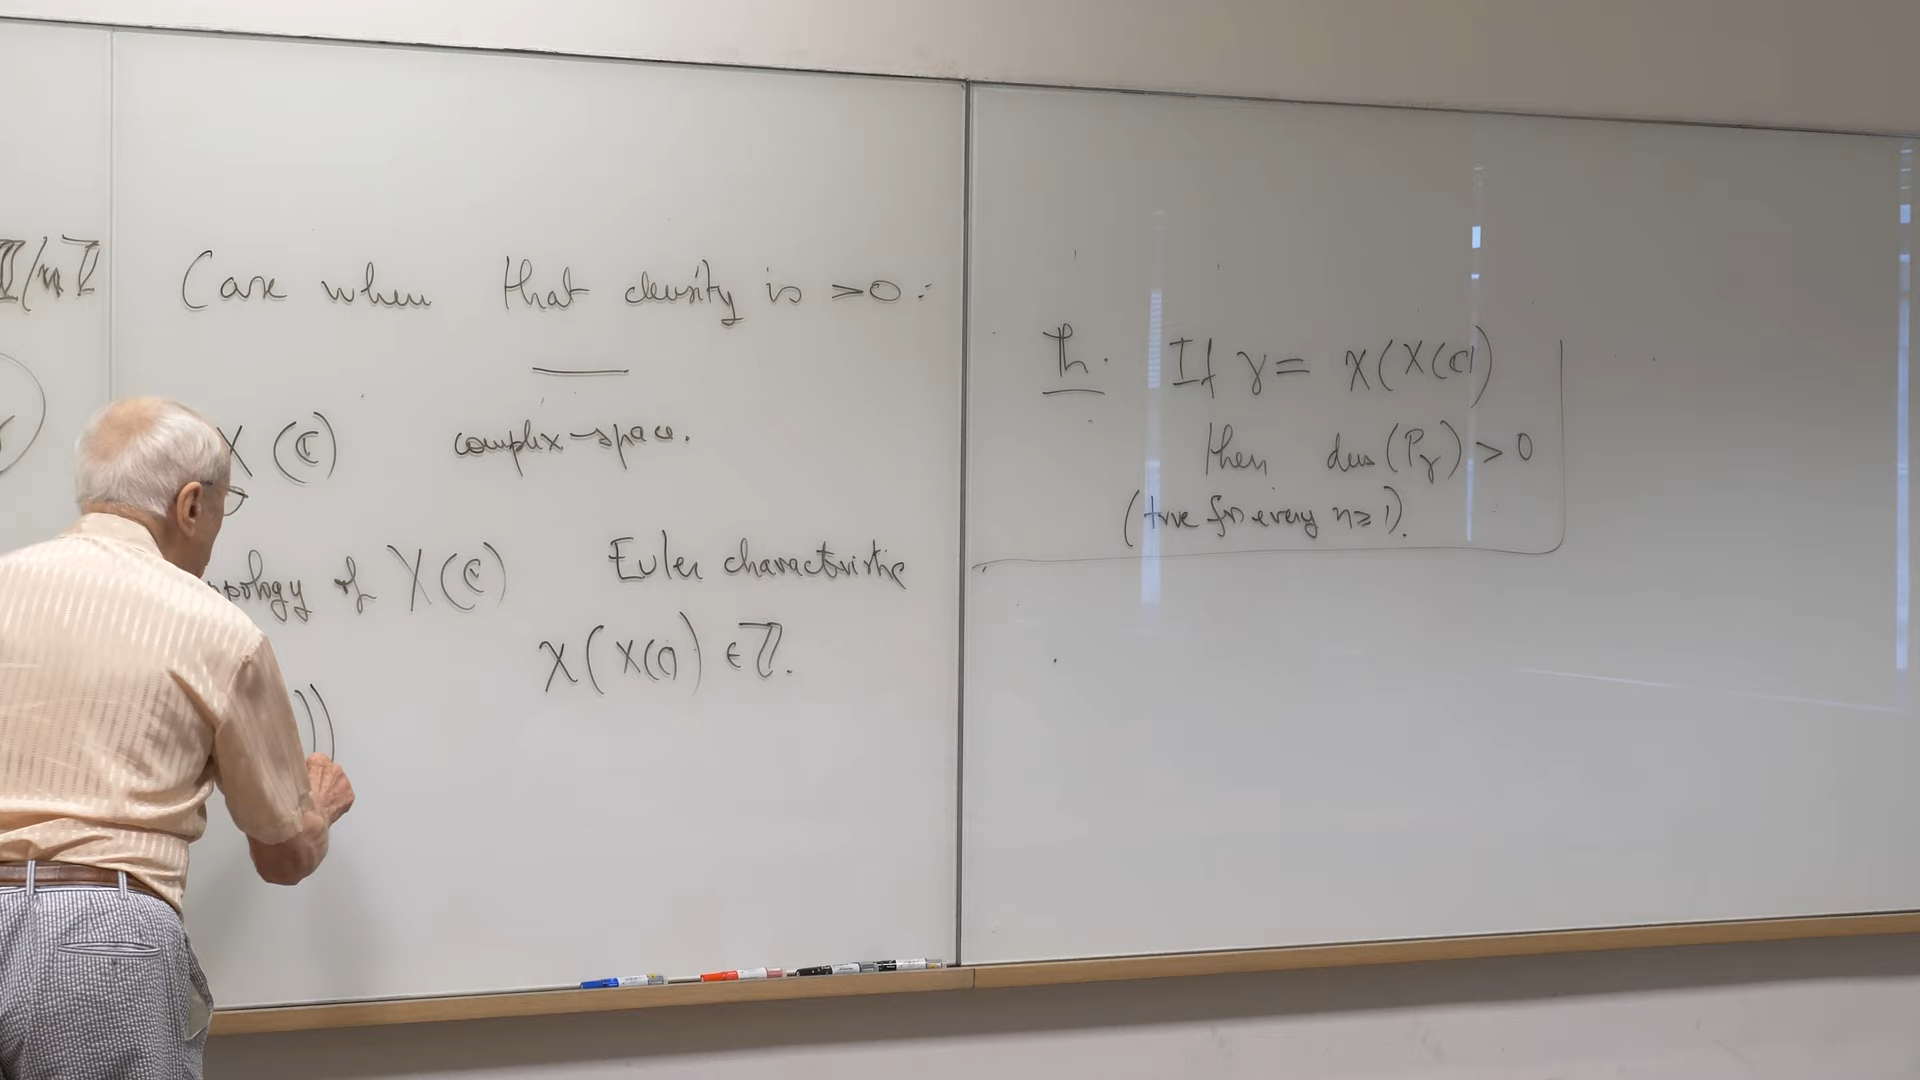 ℤ/nℤ
Case when that density is >0:
X(ℂ) complex-space.
of X(ℂ) Euler characteristic
χ(X(ℂ)) ∈ ℤ.
))
Th. If γ = χ(X(ℂ))
then dens(P_γ) > 0
(true for every n ≥ 1).